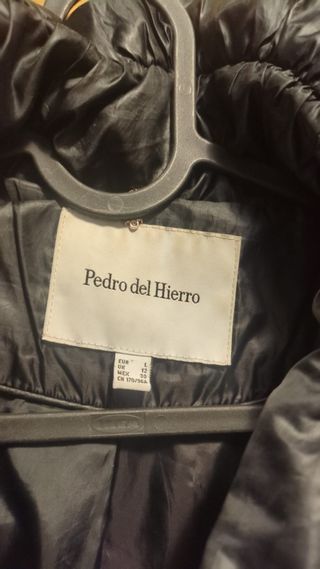 Pedro del Hierro
EUR L
UK 12
MEX 30
CN 170/96A